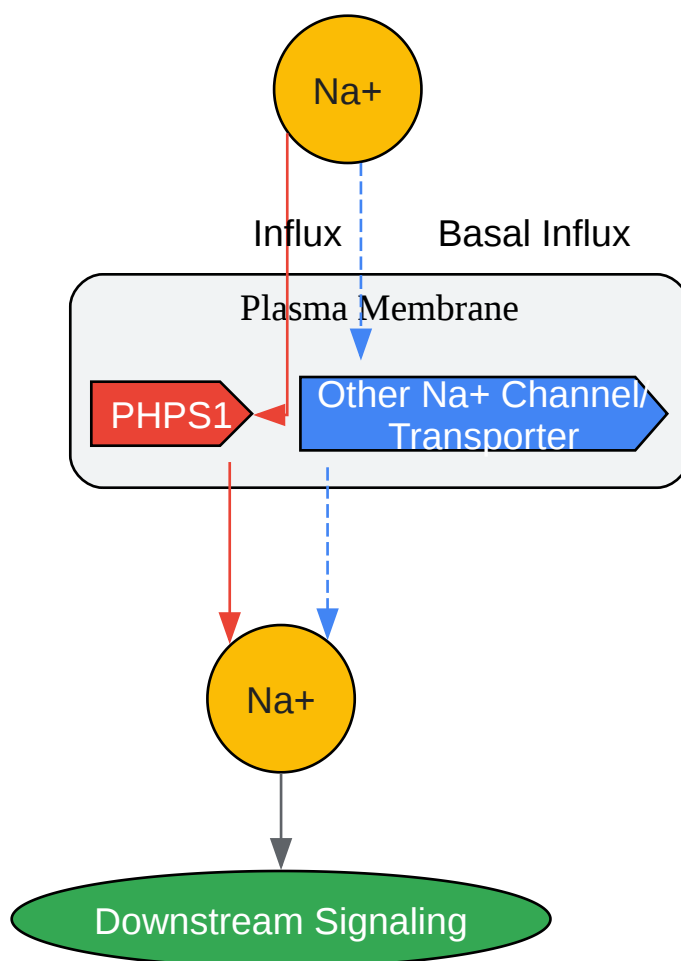 Na+
Influx
Basal Influx
Plasma Membrane
PHPS1
Other Na+ Channel/
Transporter
Na+
Downstream Signaling